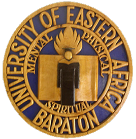 UNIVERSITY OF EASTERN AFRICA
BARATON
MENTAL
PHYSICAL
SPIRITUAL